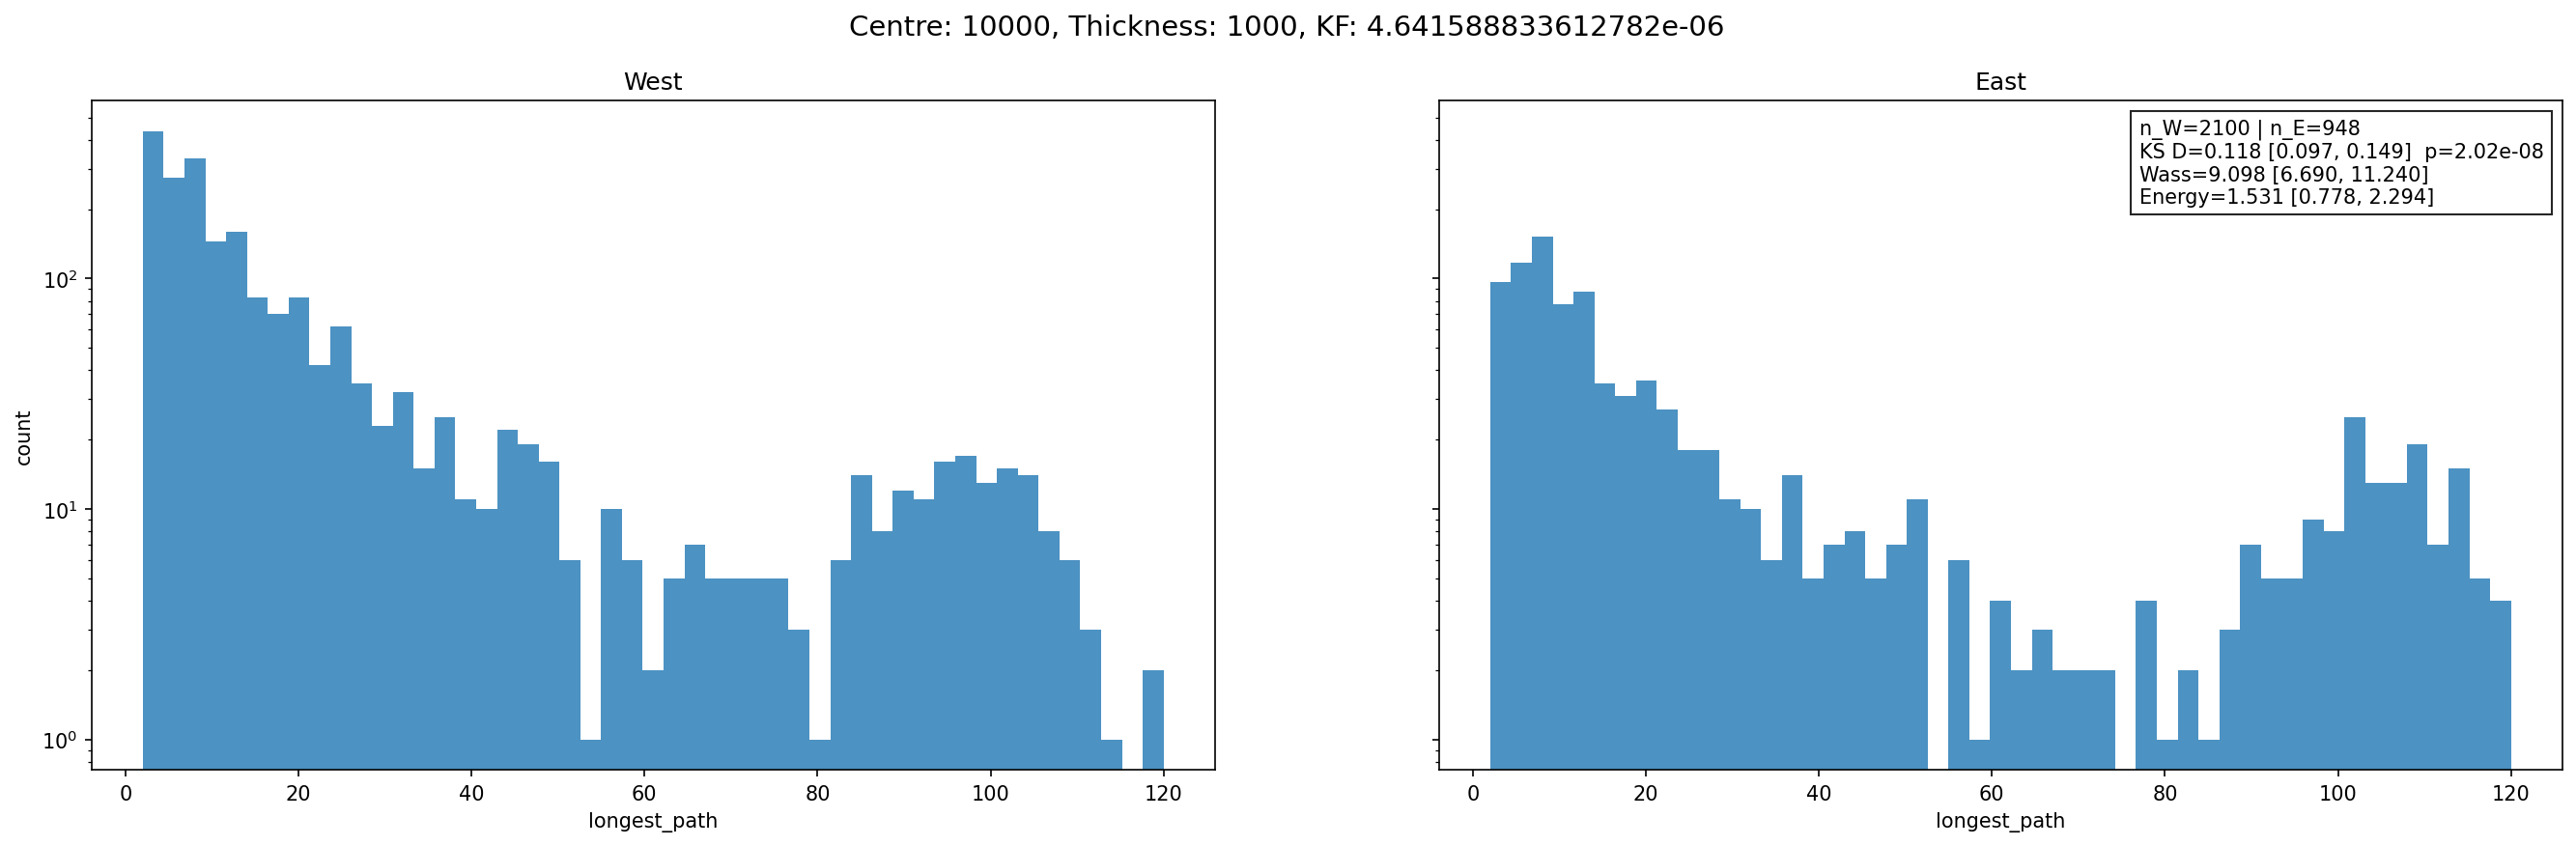 Centre: 10000, Thickness: 1000, KF: 4.641588833612782e-06
West
count
10²
10¹
10⁰
0 20 40 60 80 100 120
longest_path
East
n_W=2100 | n_E=948
KS D=0.118 [0.097, 0.149] p=2.02e-08
Wass=9.098 [6.690, 11.240]
Energy=1.531 [0.778, 2.294]
0 20 40 60 80 100 120
longest_path